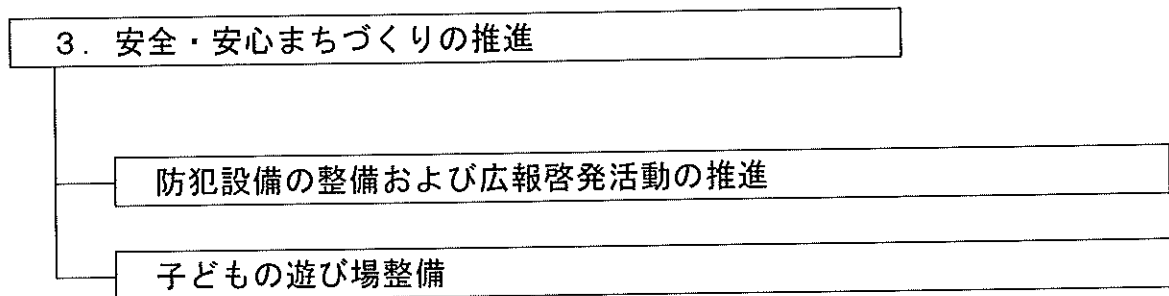 3．安全・安心まちづくりの推進
防犯設備の整備および広報啓発活動の推進
子どもの遊び場整備